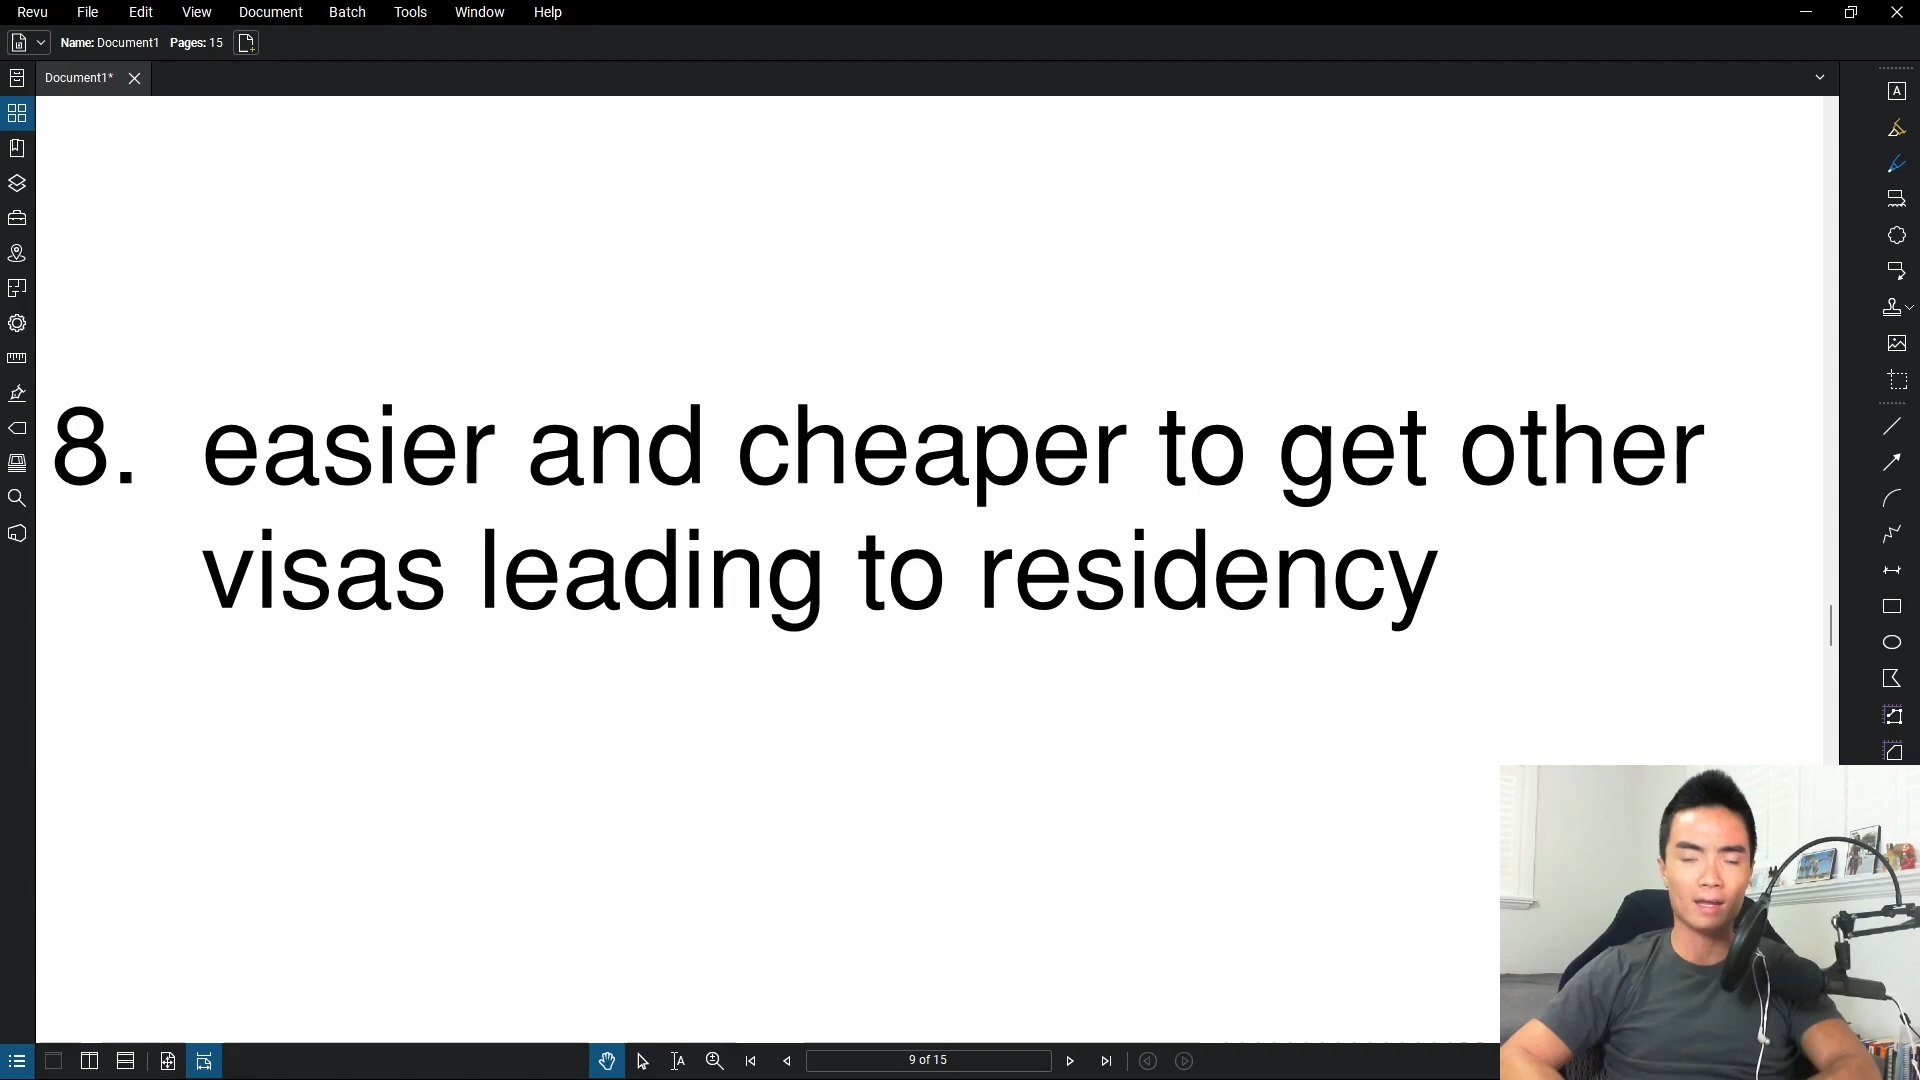 Revu File Edit View Document Batch Tools Window Help
Name: Document1 Pages: 15
Document1*
8. easier and cheaper to get other
visas leading to residency
9 of 15